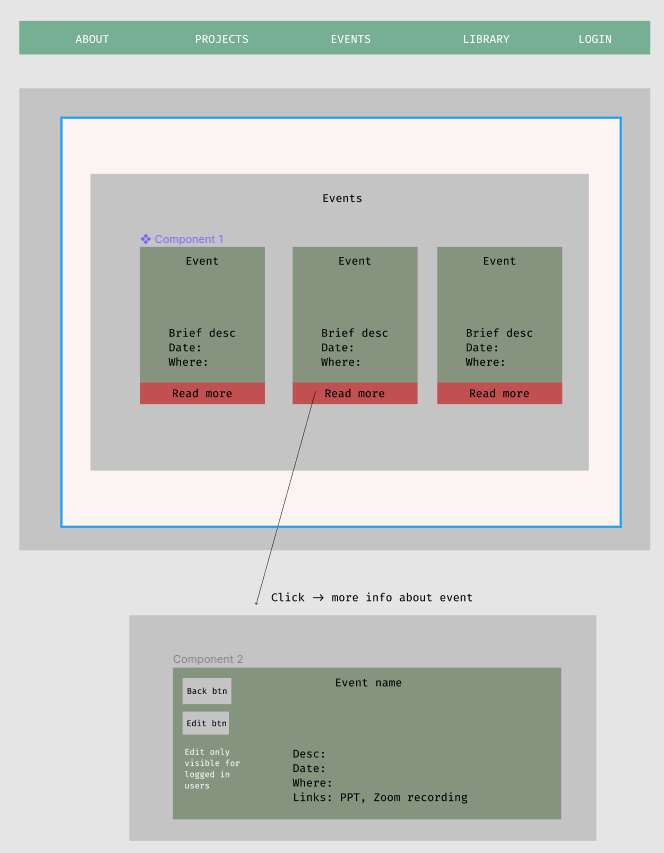 ABOUT PROJECTS EVENTS LIBRARY LOGIN
Events
Component 1
Event
Brief desc
Date:
Where:
Read more
Event
Brief desc
Date:
Where:
Read more
Event
Brief desc
Date:
Where:
Read more
Click -> more info about event
Component 2
Back btn
Edit btn
Edit only
visible for
logged in
users
Event name
Desc:
Date:
Where:
Links: PPT, Zoom recording